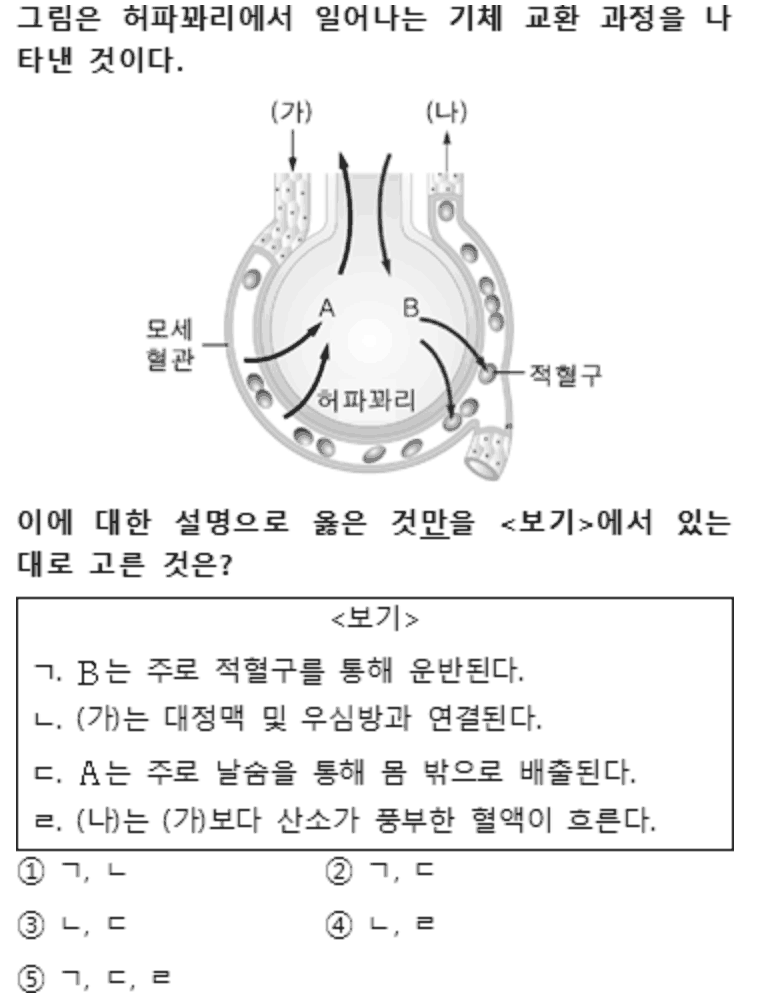 그림은 허파꽈리에서 일어나는 기체 교환 과정을 나
타낸 것이다.
(가)
(나)
A
B
모세
혈관
허파꽈리
적혈구
이에 대한 설명으로 옳은 것만을 <보기>에서 있는
대로 고른 것은?
<보기>
ㄱ. B는 주로 적혈구를 통해 운반된다.
ㄴ. (가)는 대정맥 및 우심방과 연결된다.
ㄷ. A는 주로 날숨을 통해 몸 밖으로 배출된다.
ㄹ. (나)는 (가)보다 산소가 풍부한 혈액이 흐른다.
① ㄱ, ㄴ
② ㄱ, ㄷ
③ ㄴ, ㄷ
④ ㄴ, ㄹ
⑤ ㄱ, ㄷ, ㄹ